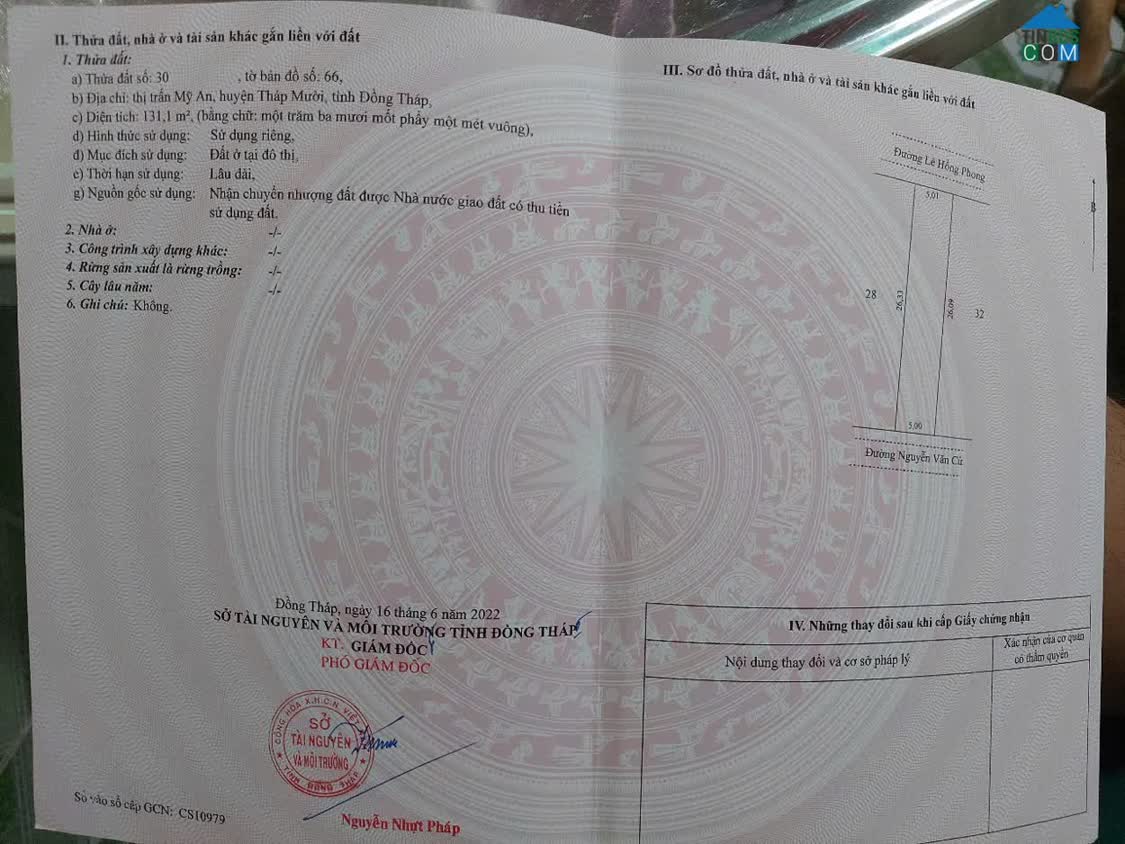 II. Thửa đất, nhà ở và tài sản khác gắn liền với đất
1. Thửa đất:
a) Thửa đất số: 30 , tờ bản đồ số: 66,
b) Địa chỉ: thị trấn Mỹ An, huyện Tháp Mười, tỉnh Đồng Tháp,
c) Diện tích: 131,1 m², (bằng chữ: một trăm ba mươi mốt phẩy một mét vuông),
d) Hình thức sử dụng: Sử dụng riêng,
đ) Mục đích sử dụng: Đất ở tại đô thị,
e) Thời hạn sử dụng: Lâu dài,
g) Nguồn gốc sử dụng: Nhận chuyển nhượng đất được Nhà nước giao đất có thu tiền
sử dụng đất.
2. Nhà ở: -/-
3. Công trình xây dựng khác: -/-
4. Rừng sản xuất là rừng trồng: -/-
5. Cây lâu năm: -/-
6. Ghi chú: Không.
Đồng Tháp, ngày 16 tháng 6 năm 2022
SỞ TÀI NGUYÊN VÀ MÔI TRƯỜNG TỈNH ĐỒNG THÁP
KT. GIÁM ĐỐC
PHÓ GIÁM ĐỐC
CỘNG HÒA X.H.C.N VIỆT
SỞ
TÀI NGUYÊN
VÀ MÔI TRƯỜNG
TỈNH ĐỒNG THÁP
Nguyễn Nhựt Pháp
Số vào sổ cấp GCN: CS10979
III. Sơ đồ thửa đất, nhà ở và tài sản khác gắn liền với đất
Đường Lê Hồng Phong
5,01
B
28
26,33
26,09
32
5,00
Đường Nguyễn Văn Cừ
IV. Những thay đổi sau khi cấp Giấy chứng nhận
Nội dung thay đổi và cơ sở pháp lý
Xác nhận của cơ quan
có thẩm quyền
COM